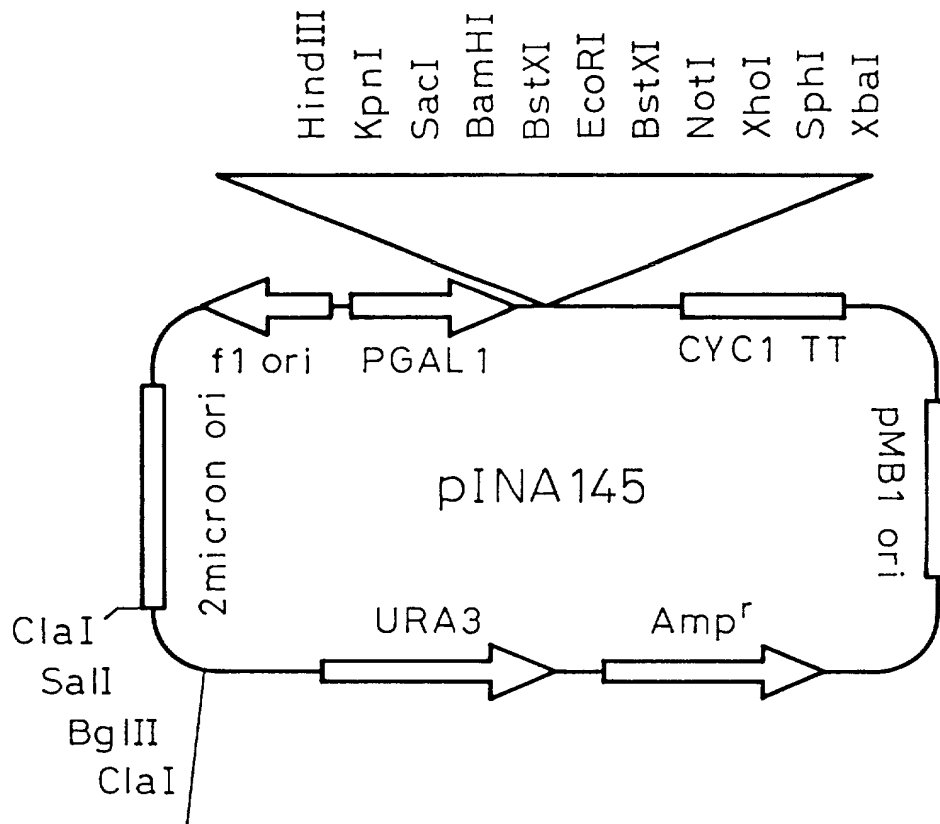 HindIII
KpnI
SacI
BamHI
BstXI
EcoRI
BstXI
NotI
XhoI
SphI
XbaI
f1 ori
PGAL1
CYC1 TT
2micron ori
pINA145
pMB1 ori
URA3
Ampr
ClaI
SalI
BglII
ClaI